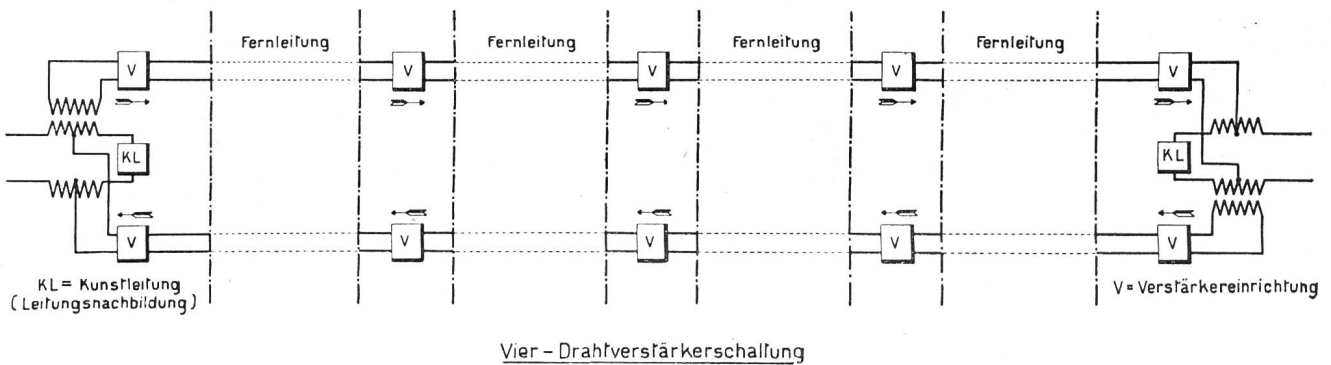 Fernleitung Fernleitung Fernleitung Fernleitung
V V V V V
KL KL
V V V V V
KL = Kunstleitung
(Leitungsnachbildung)
V = Verstärkereinrichtung
Vier - Drahtverstärkerschaltung